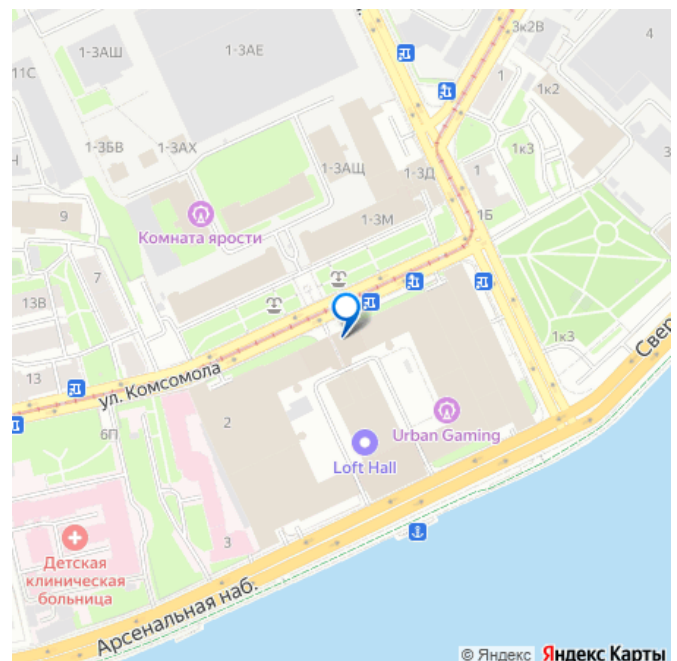 3к2В
4
1-3АШ
1-3АЕ
11С
1
1к2
1-3БВ
1-3АХ
1-3АЩ
1к3
3
1-3Д
1
9
1-3М
1Б
Комната ярости
7
13В
1к3
Свер
13
ул. Комсомола
2
6П
Urban Gaming
Loft Hall
3
Детская
клиническая
больница
Арсенальная наб.
© Яндекс Яндекс Карты